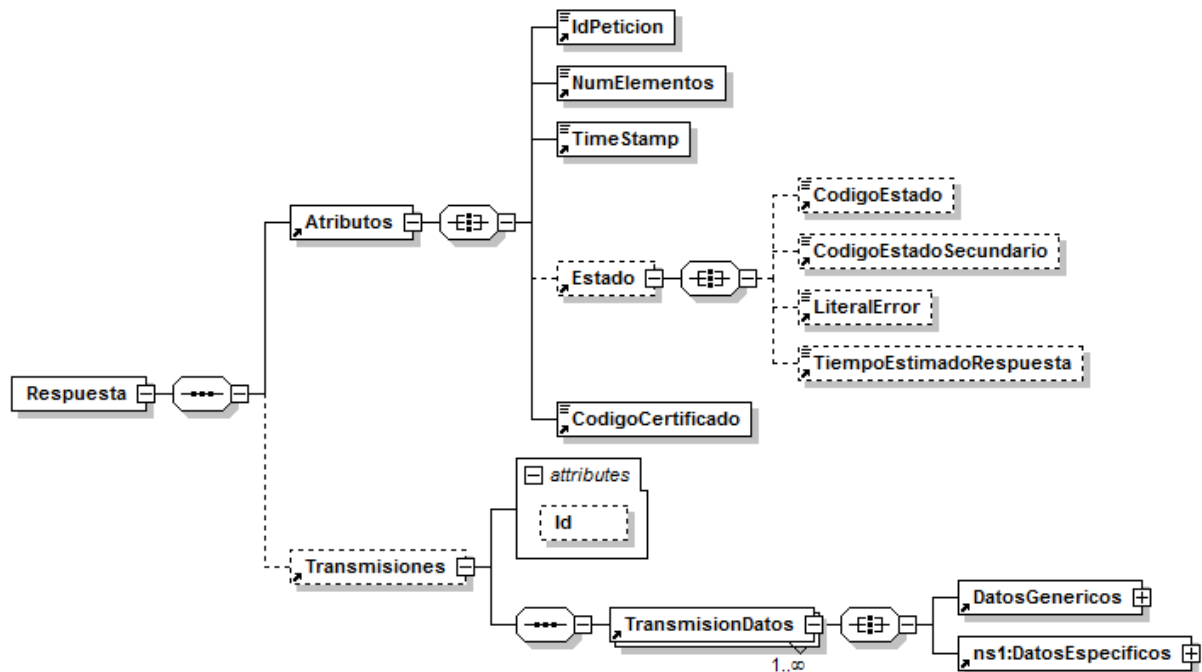 IdPeticion
NumElementos
TimeStamp
CodigoEstado
Atributos
CodigoEstadoSecundario
Estado
LiteralError
TiempoEstimadoRespuesta
Respuesta
CodigoCertificado
attributes
Id
Transmisiones
DatosGenericos
TransmisionDatos
ns1:DatosEspecificos
1..∞